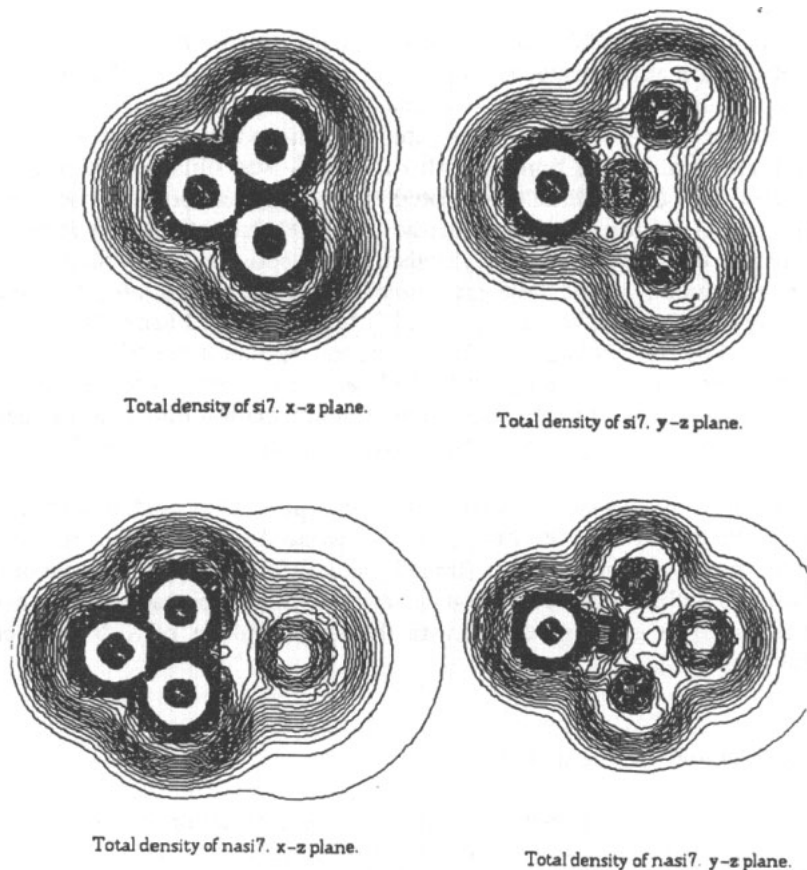 Total density of si7. x-z plane.
Total density of si7. y-z plane.
Total density of nasi7. x-z plane.
Total density of nasi7. y-z plane.